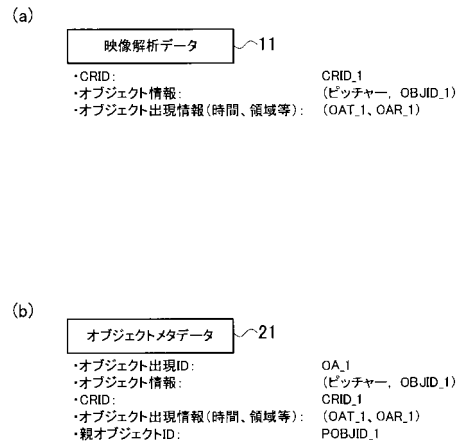 (a)
映像解析データ 11
・CRID: CRID_1
・オブジェクト情報: (ピッチャー, OBJID_1)
・オブジェクト出現情報(時間、領域等): (OAT_1、OAR_1)
(b)
オブジェクトメタデータ 21
・オブジェクト出現ID: OA_1
・オブジェクト情報: (ピッチャー, OBJID_1)
・CRID: CRID_1
・オブジェクト出現情報(時間、領域等): (OAT_1、OAR_1)
・親オブジェクトID: POBJID_1